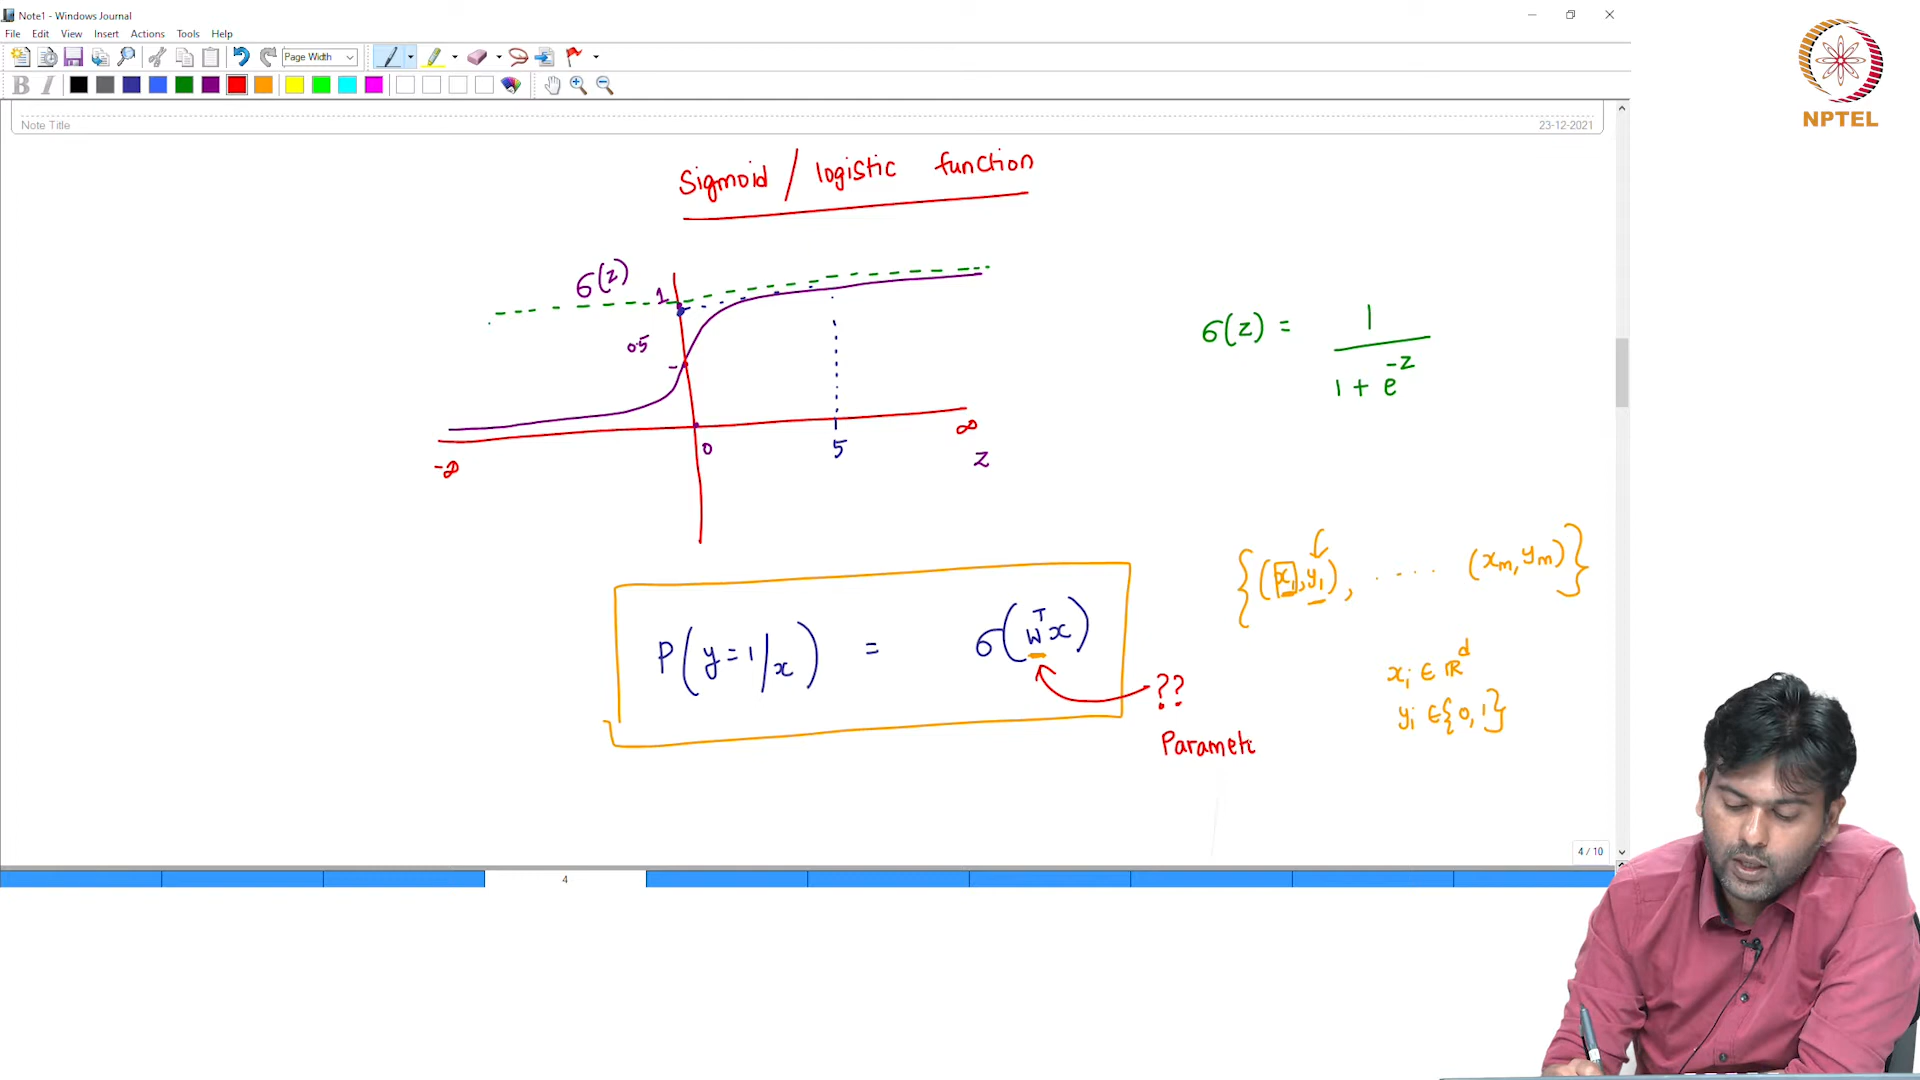 Note1 - Windows Journal
File Edit View Insert Actions Tools Help
Page Width
B I
NPTEL
Note Title 23-12-2021
Sigmoid / logistic function
σ(z)
1
0.5
σ(z) = 1 / (1 + e^-z)
0 5 ∞
-∞ z
{(x₁, y₁), ..... (xₘ, yₘ)}
P(y=1/x) = σ(wᵀx)
xᵢ ∈ ℝᵈ
yᵢ ∈ {0,1}
??
Paramete
4 / 10
4